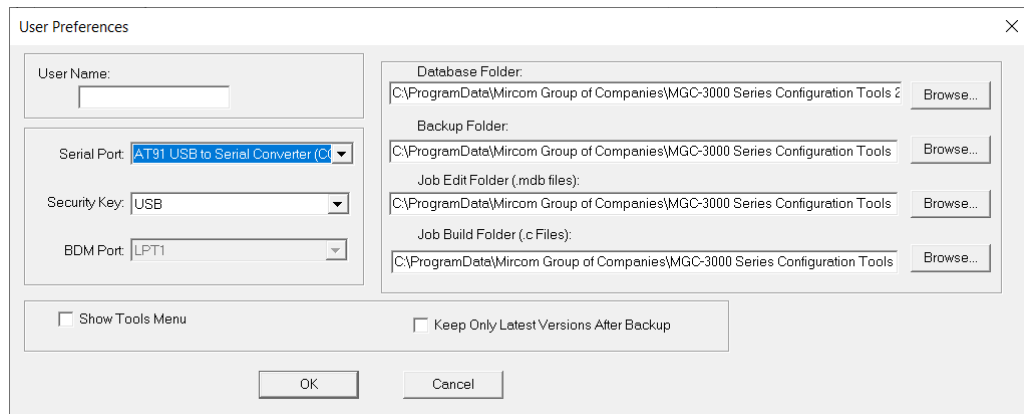 User Preferences
User Name:
Serial Port: AT91 USB to Serial Converter (CO
Security Key: USB
BDM Port: LPT1
Database Folder:
C:\ProgramData\Mircom Group of Companies\MGC-3000 Series Configuration Tools 2 Browse...
Backup Folder:
C:\ProgramData\Mircom Group of Companies\MGC-3000 Series Configuration Tools Browse...
Job Edit Folder (.mdb files):
C:\ProgramData\Mircom Group of Companies\MGC-3000 Series Configuration Tools Browse...
Job Build Folder (.c Files):
C:\ProgramData\Mircom Group of Companies\MGC-3000 Series Configuration Tools Browse...
Show Tools Menu
Keep Only Latest Versions After Backup
OK
Cancel